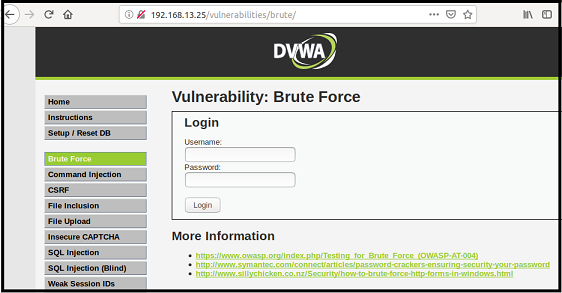 192.168.13.25/vulnerabilities/brute/
DVWA
Home
Instructions
Setup / Reset DB
Brute Force
Command Injection
CSRF
File Inclusion
File Upload
Insecure CAPTCHA
SQL Injection
SQL Injection (Blind)
Weak Session IDs
Vulnerability: Brute Force
Login
Username:
Password:
Login
More Information
https://www.owasp.org/index.php/Testing_for_Brute_Force_(OWASP-AT-004)
http://www.symantec.com/connect/articles/password-crackers-ensuring-security-your-password
http://www.sillychicken.co.nz/Security/how-to-brute-force-http-forms-in-windows.html